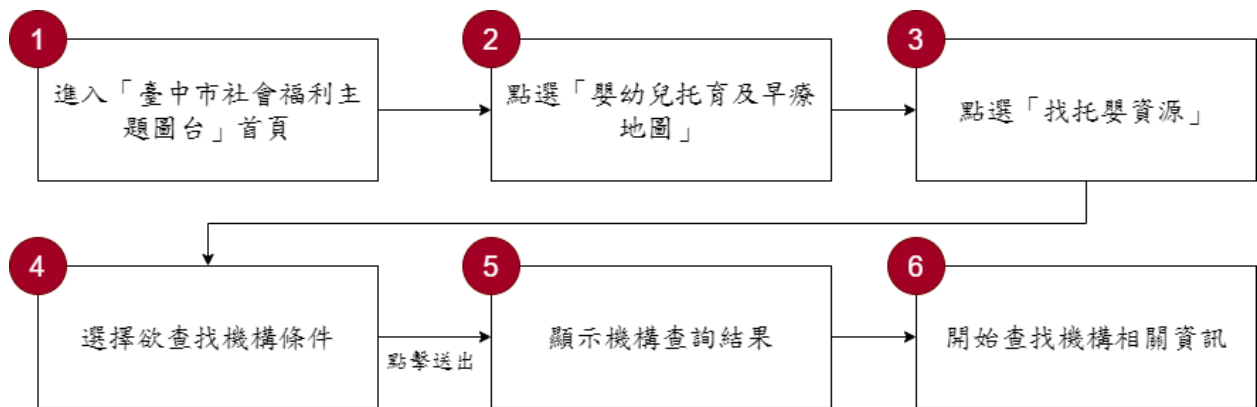 1
進入「臺中市社會福利主
題圖台」首頁
2
點選「嬰幼兒托育及早療
地圖」
3
點選「找托嬰資源」
4
選擇欲查找機構條件
點擊送出
5
顯示機構查詢結果
6
開始查找機構相關資訊